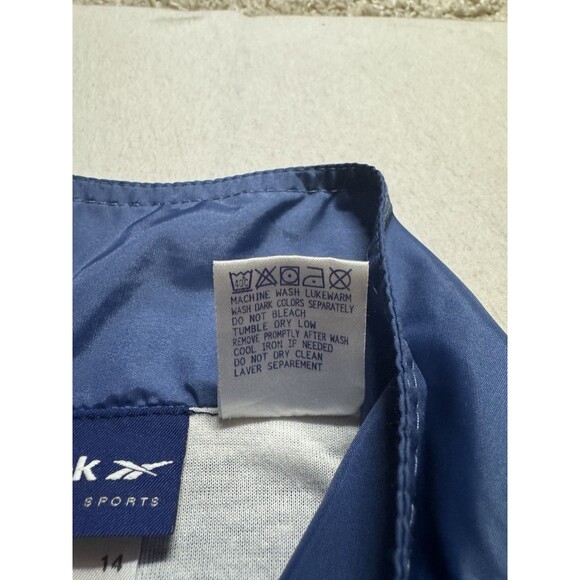 40C
MACHINE WASH LUKEWARM
WASH DARK COLORS SEPARATELY
DO NOT BLEACH
TUMBLE DRY LOW
REMOVE PROMPTLY AFTER WASH
COOL IRON IF NEEDED
DO NOT DRY CLEAN
LAVER SEPAREMENT
k
SPORTS
14